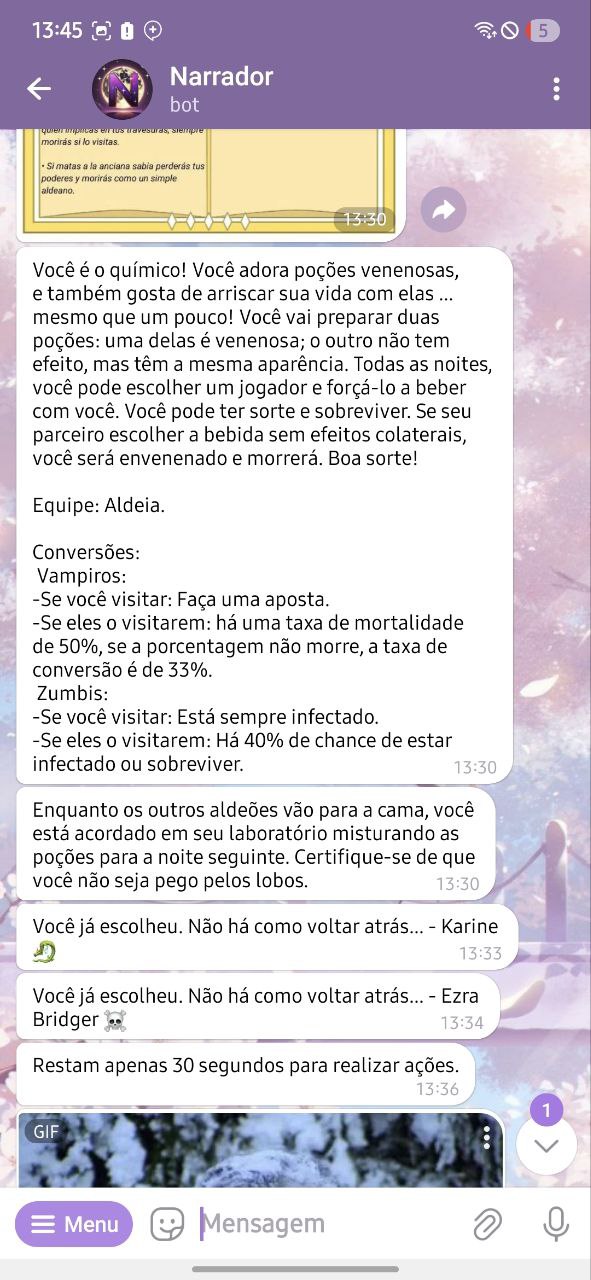 13:45
5
Narrador
bot
quien implicas en tus travesuras, siempre
morirás si lo visitas.
• Si matas a la anciana sabia perderás tus
poderes y morirás como un simple
aldeano.
13:30
Você é o químico! Você adora poções venenosas,
e também gosta de arriscar sua vida com elas ...
mesmo que um pouco! Você vai preparar duas
poções: uma delas é venenosa; o outro não tem
efeito, mas têm a mesma aparência. Todas as noites,
você pode escolher um jogador e forçá-lo a beber
com você. Você pode ter sorte e sobreviver. Se seu
parceiro escolher a bebida sem efeitos colaterais,
você será envenenado e morrerá. Boa sorte!
Equipe: Aldeia.
Conversões:
Vampiros:
-Se você visitar: Faça uma aposta.
-Se eles o visitarem: há uma taxa de mortalidade
de 50%, se a porcentagem não morre, a taxa de
conversão é de 33%.
Zumbis:
-Se você visitar: Está sempre infectado.
-Se eles o visitarem: Há 40% de chance de estar
infectado ou sobreviver.
13:30
Enquanto os outros aldeões vão para a cama, você
está acordado em seu laboratório misturando as
poções para a noite seguinte. Certifique-se de que
você não seja pego pelos lobos.
13:30
Você já escolheu. Não há como voltar atrás... - Karine
🐉
13:33
Você já escolheu. Não há como voltar atrás... - Ezra
Bridger ☠️
13:34
Restam apenas 30 segundos para realizar ações.
13:36
GIF
1
Menu
Mensagem